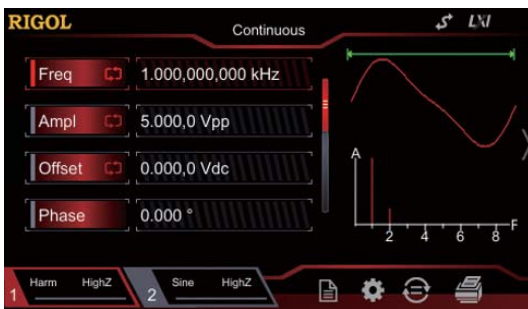 RIGOL
Continuous
LXI
Freq 1.000,000,000 kHz
Ampl 5.000,0 Vpp
Offset 0.000,0 Vdc
Phase 0.000 °
A
F
2 4 6 8
1 Harm HighZ
2 Sine HighZ